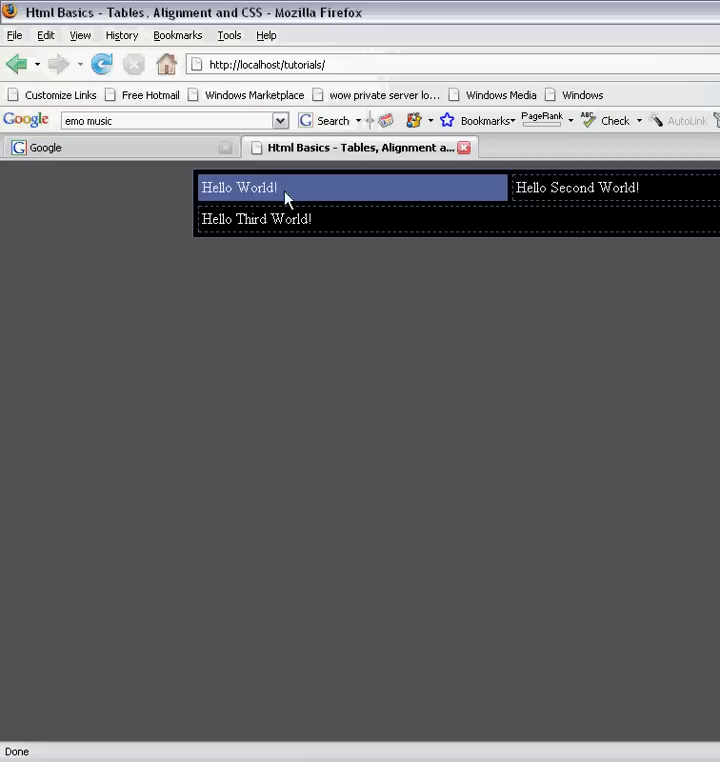 Html Basics - Tables, Alignment and CSS - Mozilla Firefox
File Edit View History Bookmarks Tools Help
http://localhost/tutorials/
Customize Links Free Hotmail Windows Marketplace wow private server lo... Windows Media Windows
Google emo music G Search Bookmarks PageRank ABC Check AutoLink
G Google Html Basics - Tables, Alignment a...
Hello World! Hello Second World!
Hello Third World!
Done